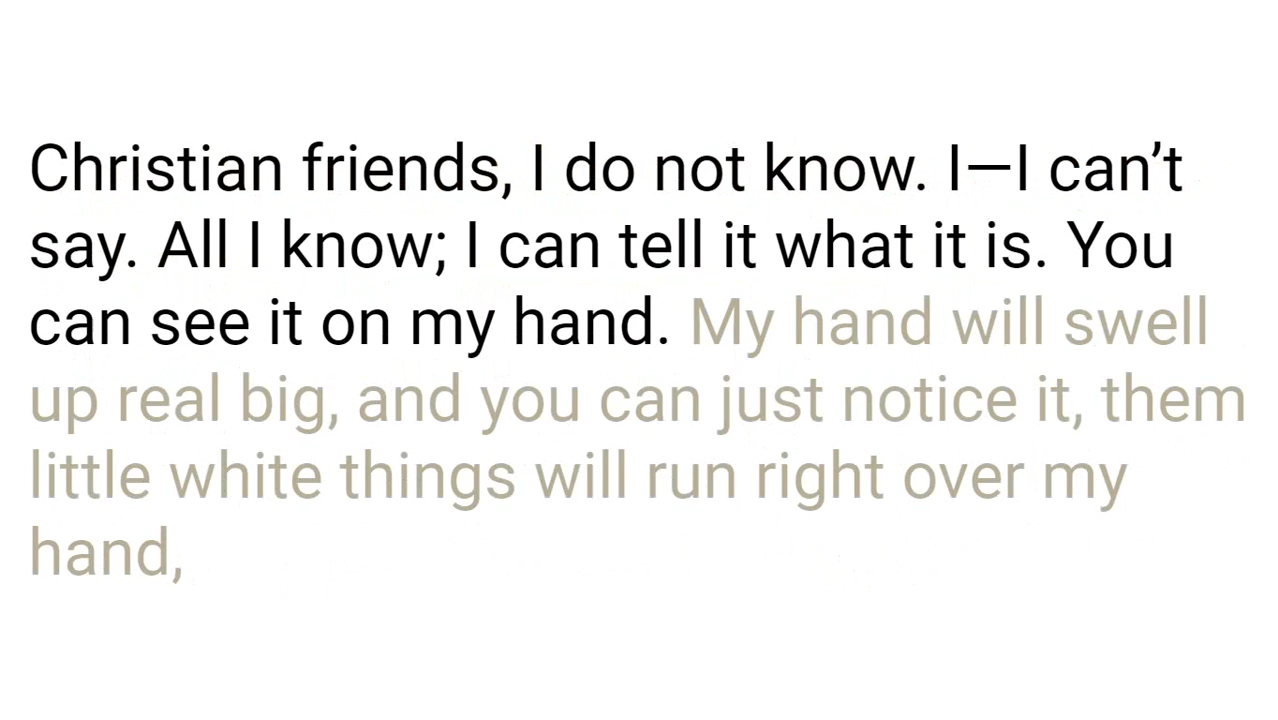 Christian friends, I do not know. I—I can’t
say. All I know; I can tell it what it is. You
can see it on my hand. My hand will swell
up real big, and you can just notice it, them
little white things will run right over my
hand,